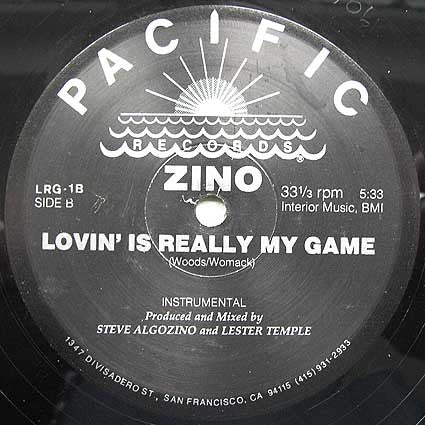 PACIFIC
RECORDS®
ZINO
LRG-1B
SIDE B
33⅓ rpm 5:33
Interior Music, BMI
LOVIN' IS REALLY MY GAME
(Woods/Womack)
INSTRUMENTAL
Produced and Mixed by
STEVE ALGOZINO and LESTER TEMPLE
1347 DIVISADERO ST., SAN FRANCISCO, CA 94115 (415) 931-2933